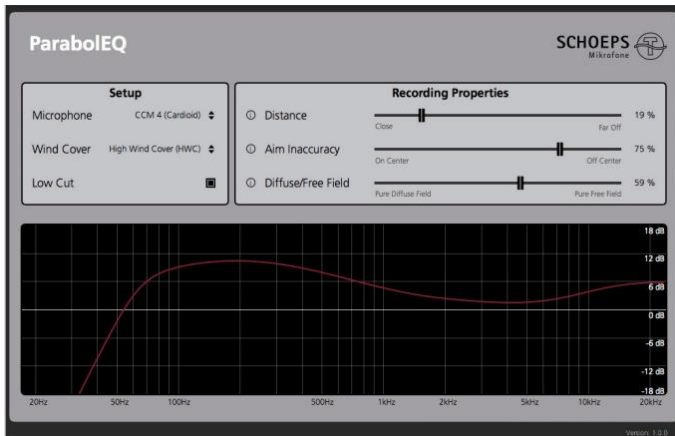 ParabolEQ
SCHOEPS
Mikrofone
Setup
Microphone CCM 4 (Cardioid)
Wind Cover High Wind Cover (HWC)
Low Cut
Recording Properties
Distance 19 %
Close Far Off
Aim Inaccuracy 75 %
On Center Off Center
Diffuse/Free Field 59 %
Pure Diffuse Field Pure Free Field
18 dB
12 dB
6 dB
0 dB
-6 dB
-12 dB
-18 dB
20Hz 50Hz 100Hz 500Hz 1kHz 2kHz 5kHz 10kHz 20kHz
Version: 1.0.0